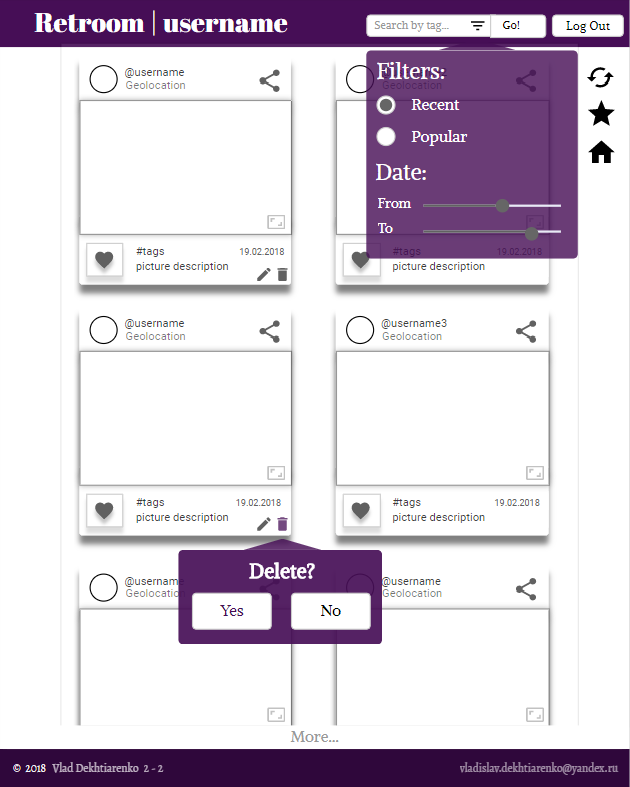 Retroom | username
Search by tag...
Go!
Log Out
@username
Geolocation
Filters:
Recent
Popular
Date:
From
To
#tags
19.02.2018
picture description
#tags
19.02.2018
picture description
@username
Geolocation
@username3
Geolocation
#tags
19.02.2018
picture description
#tags
19.02.2018
picture description
Delete?
Yes
No
@username
Geolocation
@username
Geolocation
More...
© 2018 Vlad Dekhtiarenko 2 - 2
vladislav.dekhtiarenko@yandex.ru